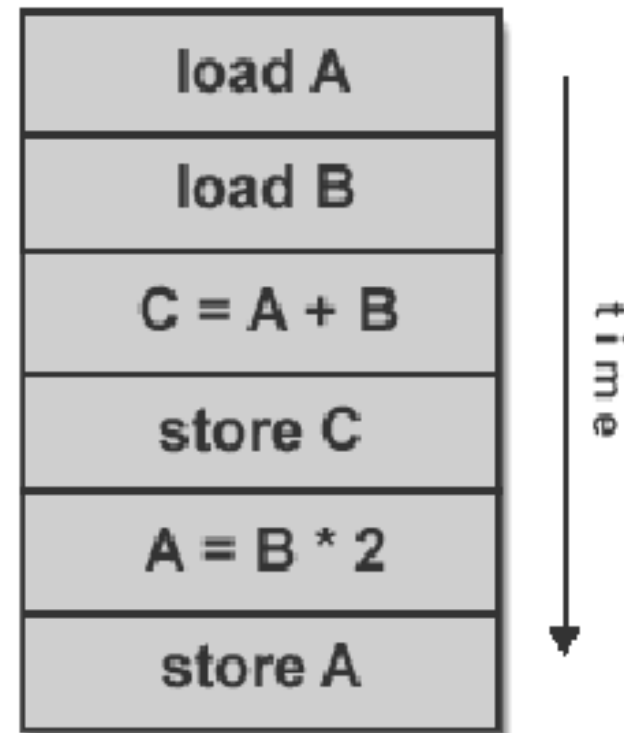 load A
load B
C = A + B
store C
A = B * 2
store A
time